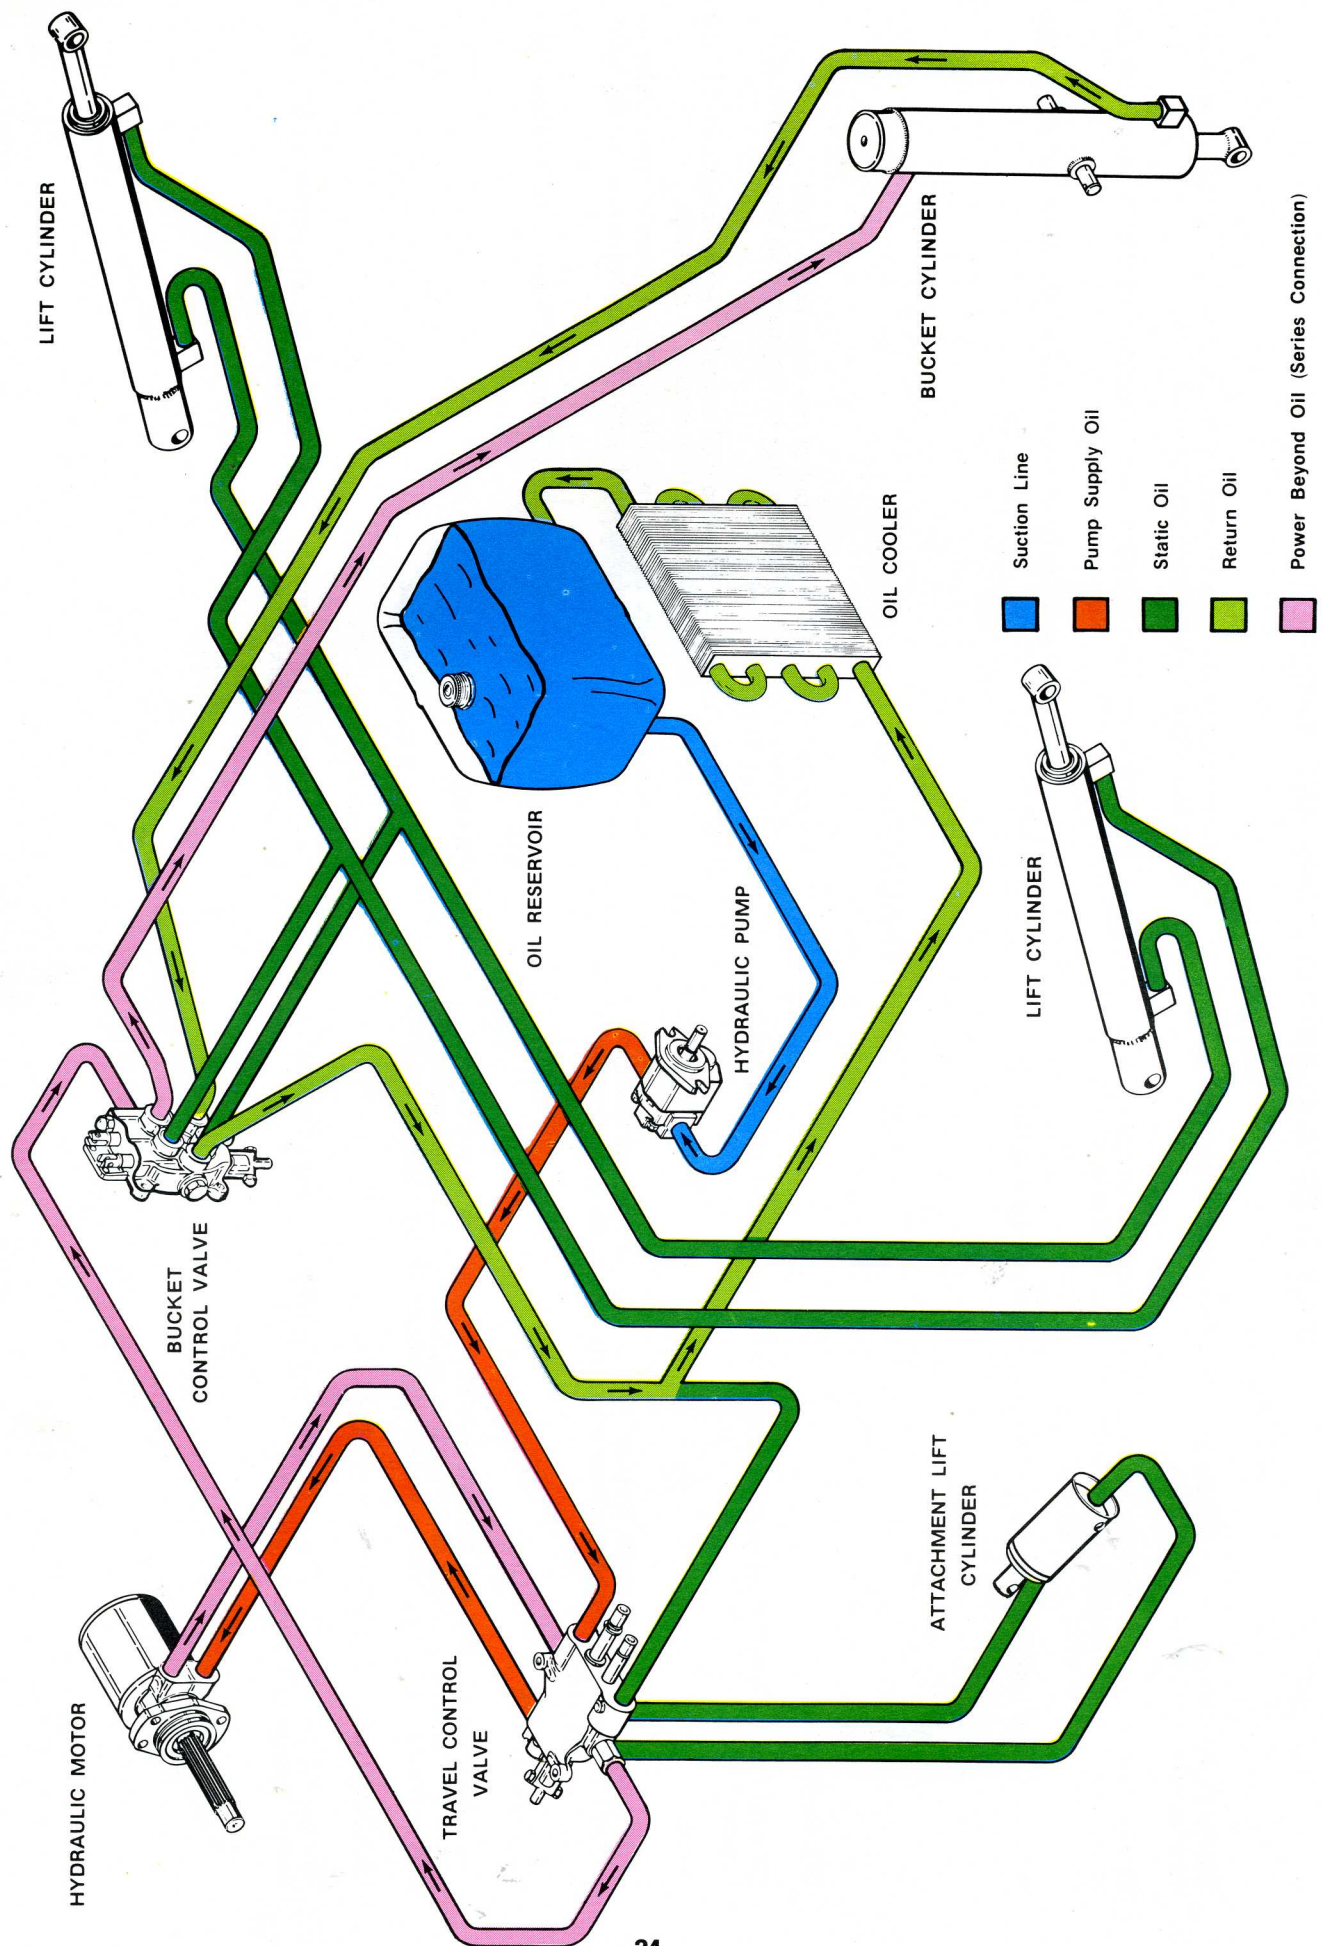 LIFT CYLINDER
BUCKET CYLINDER
OIL RESERVOIR
OIL COOLER
HYDRAULIC PUMP
BUCKET
CONTROL VALVE
LIFT CYLINDER
HYDRAULIC MOTOR
TRAVEL CONTROL
VALVE
ATTACHMENT LIFT
CYLINDER
Suction Line
Pump Supply Oil
Static Oil
Return Oil
Power Beyond Oil (Series Connection)